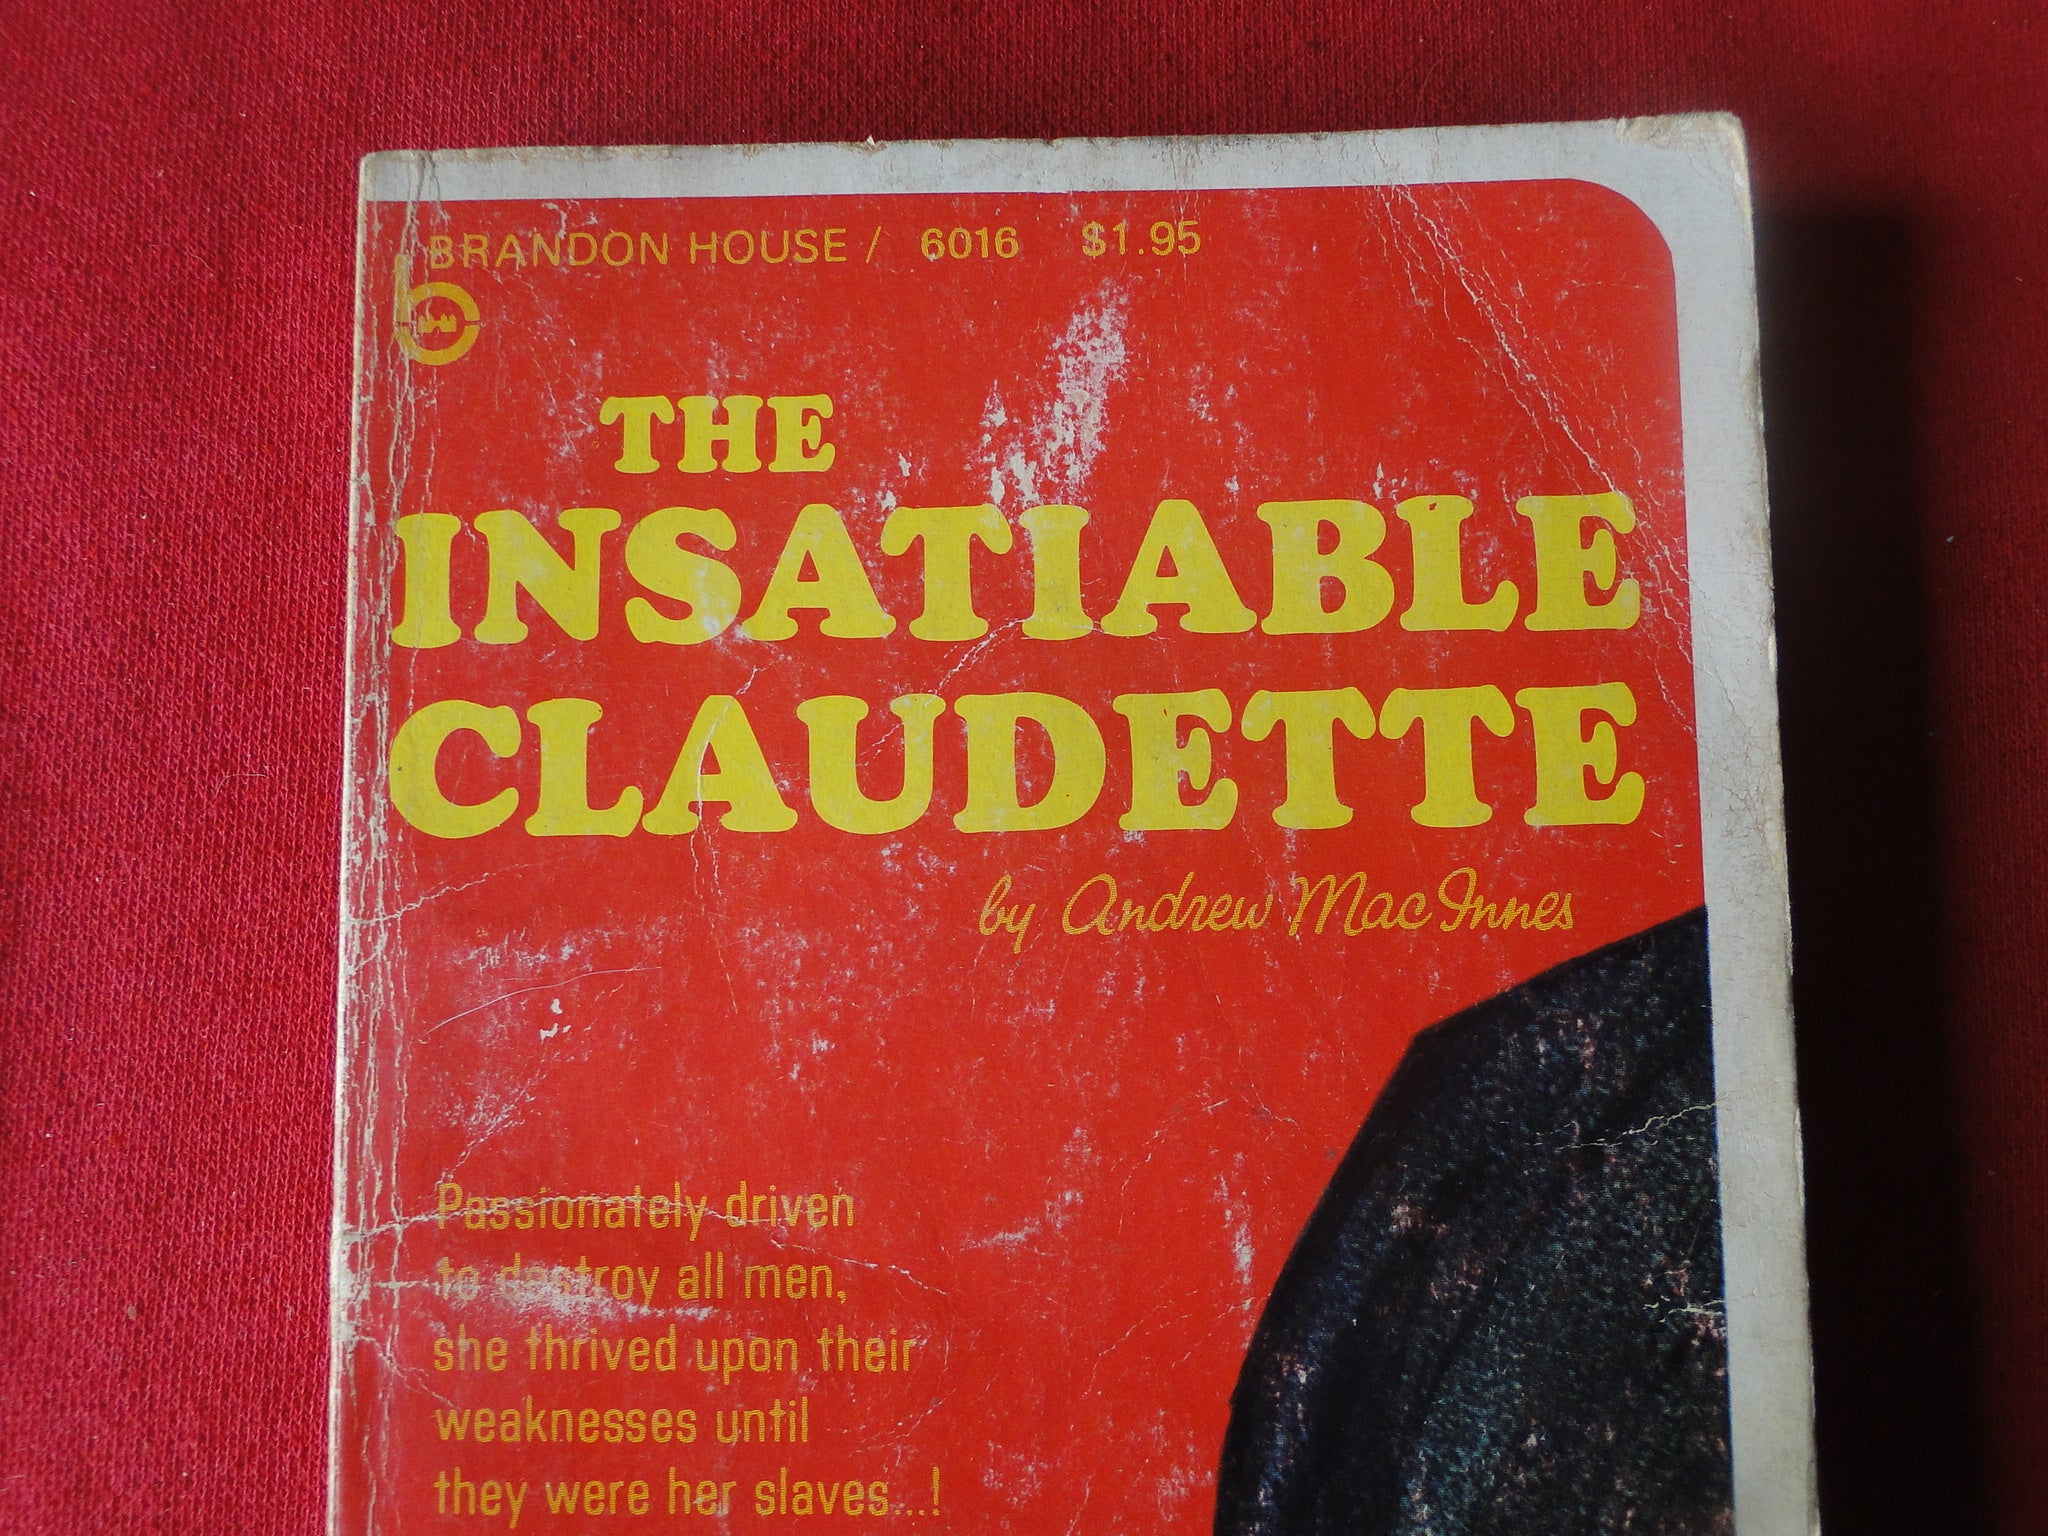 BRANDON HOUSE / 6016 $1.95
THE
INSATIABLE
CLAUDETTE
by Andrew MacInnes
Passionately driven
to destroy all men,
she thrived upon their
weaknesses until
they were her slaves...!